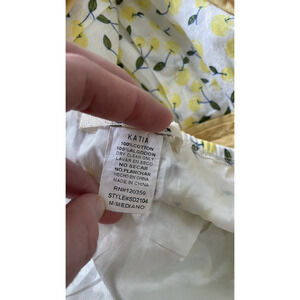 KATIA
100%COTTON
100%ALGODON
DRY CLEAN ONLY
LAVAR EN SECO
NO SECAR
NO PLANCHAR
HECHO EN CHINA
MADE IN CHINA
RN#120359
STYLE#SD2104
M/MEDIANO